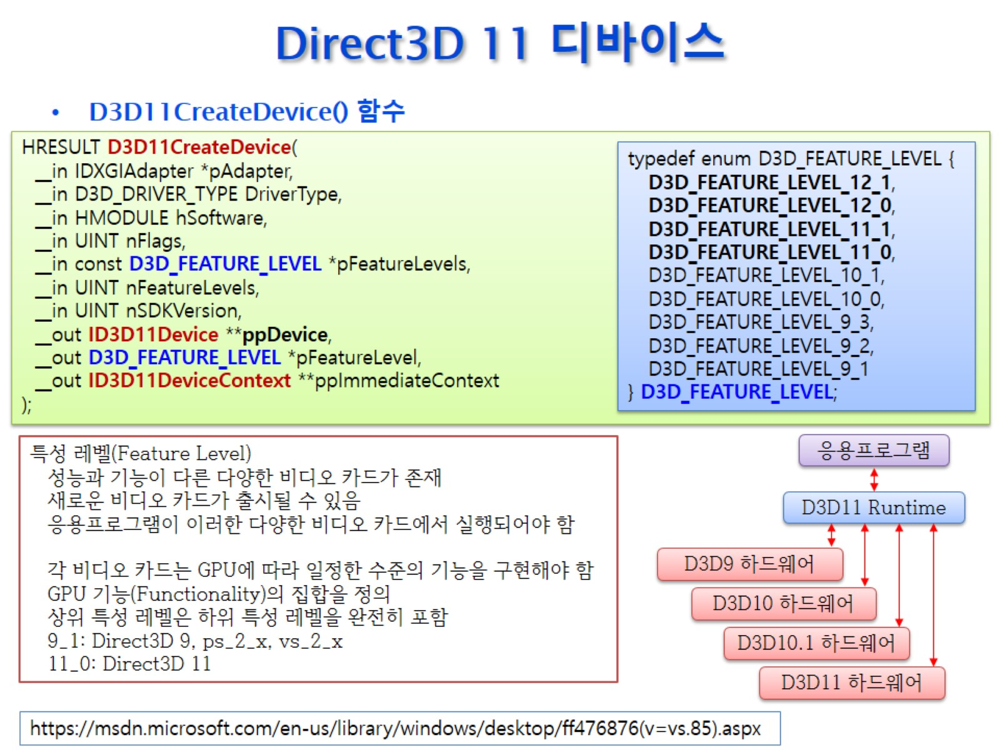 Direct3D 11 디바이스
• D3D11CreateDevice() 함수
HRESULT D3D11CreateDevice(
__in IDXGIAdapter *pAdapter,
__in D3D_DRIVER_TYPE DriverType,
__in HMODULE hSoftware,
__in UINT nFlags,
__in const D3D_FEATURE_LEVEL *pFeatureLevels,
__in UINT nFeatureLevels,
__in UINT nSDKVersion,
__out ID3D11Device **ppDevice,
__out D3D_FEATURE_LEVEL *pFeatureLevel,
__out ID3D11DeviceContext **ppImmediateContext
);
typedef enum D3D_FEATURE_LEVEL {
D3D_FEATURE_LEVEL_12_1,
D3D_FEATURE_LEVEL_12_0,
D3D_FEATURE_LEVEL_11_1,
D3D_FEATURE_LEVEL_11_0,
D3D_FEATURE_LEVEL_10_1,
D3D_FEATURE_LEVEL_10_0,
D3D_FEATURE_LEVEL_9_3,
D3D_FEATURE_LEVEL_9_2,
D3D_FEATURE_LEVEL_9_1
} D3D_FEATURE_LEVEL;
특성 레벨(Feature Level)
성능과 기능이 다른 다양한 비디오 카드가 존재
새로운 비디오 카드가 출시될 수 있음
응용프로그램이 이러한 다양한 비디오 카드에서 실행되어야 함
각 비디오 카드는 GPU에 따라 일정한 수준의 기능을 구현해야 함
GPU 기능(Functionality)의 집합을 정의
상위 특성 레벨은 하위 특성 레벨을 완전히 포함
9_1: Direct3D 9, ps_2_x, vs_2_x
11_0: Direct3D 11
응용프로그램
D3D11 Runtime
D3D9 하드웨어
D3D10 하드웨어
D3D10.1 하드웨어
D3D11 하드웨어
https://msdn.microsoft.com/en-us/library/windows/desktop/ff476876(v=vs.85).aspx